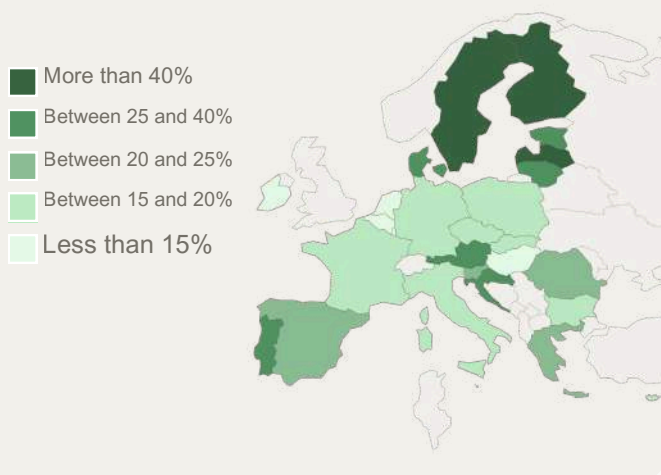 More than 40%
Between 25 and 40%
Between 20 and 25%
Between 15 and 20%
Less than 15%